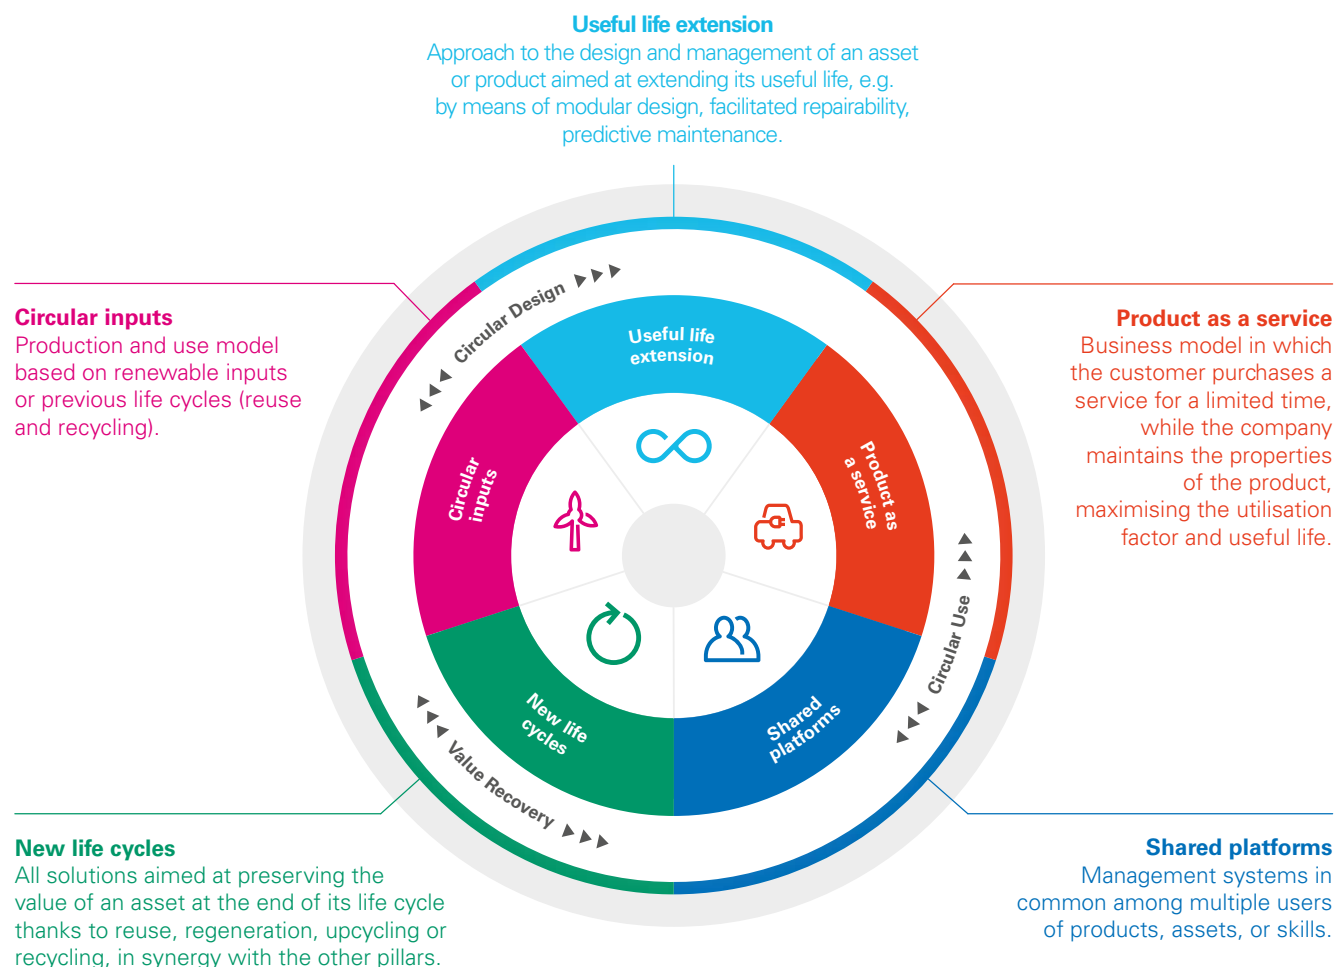 Useful life extension
Approach to the design and management of an asset
or product aimed at extending its useful life, e.g.
by means of modular design, facilitated repairability,
predictive maintenance.
Circular inputs
Production and use model
based on renewable inputs
or previous life cycles (reuse
and recycling).
Product as a service
Business model in which
the customer purchases a
service for a limited time,
while the company
maintains the properties
of the product,
maximising the utilisation
factor and useful life.
Circular Design
Useful life
extension
Circular
inputs
Product as
a service
Circular Use
New life
cycles
Shared
platforms
Value Recovery
New life cycles
All solutions aimed at preserving the
value of an asset at the end of its life cycle
thanks to reuse, regeneration, upcycling or
recycling, in synergy with the other pillars.
Shared platforms
Management systems in
common among multiple users
of products, assets, or skills.